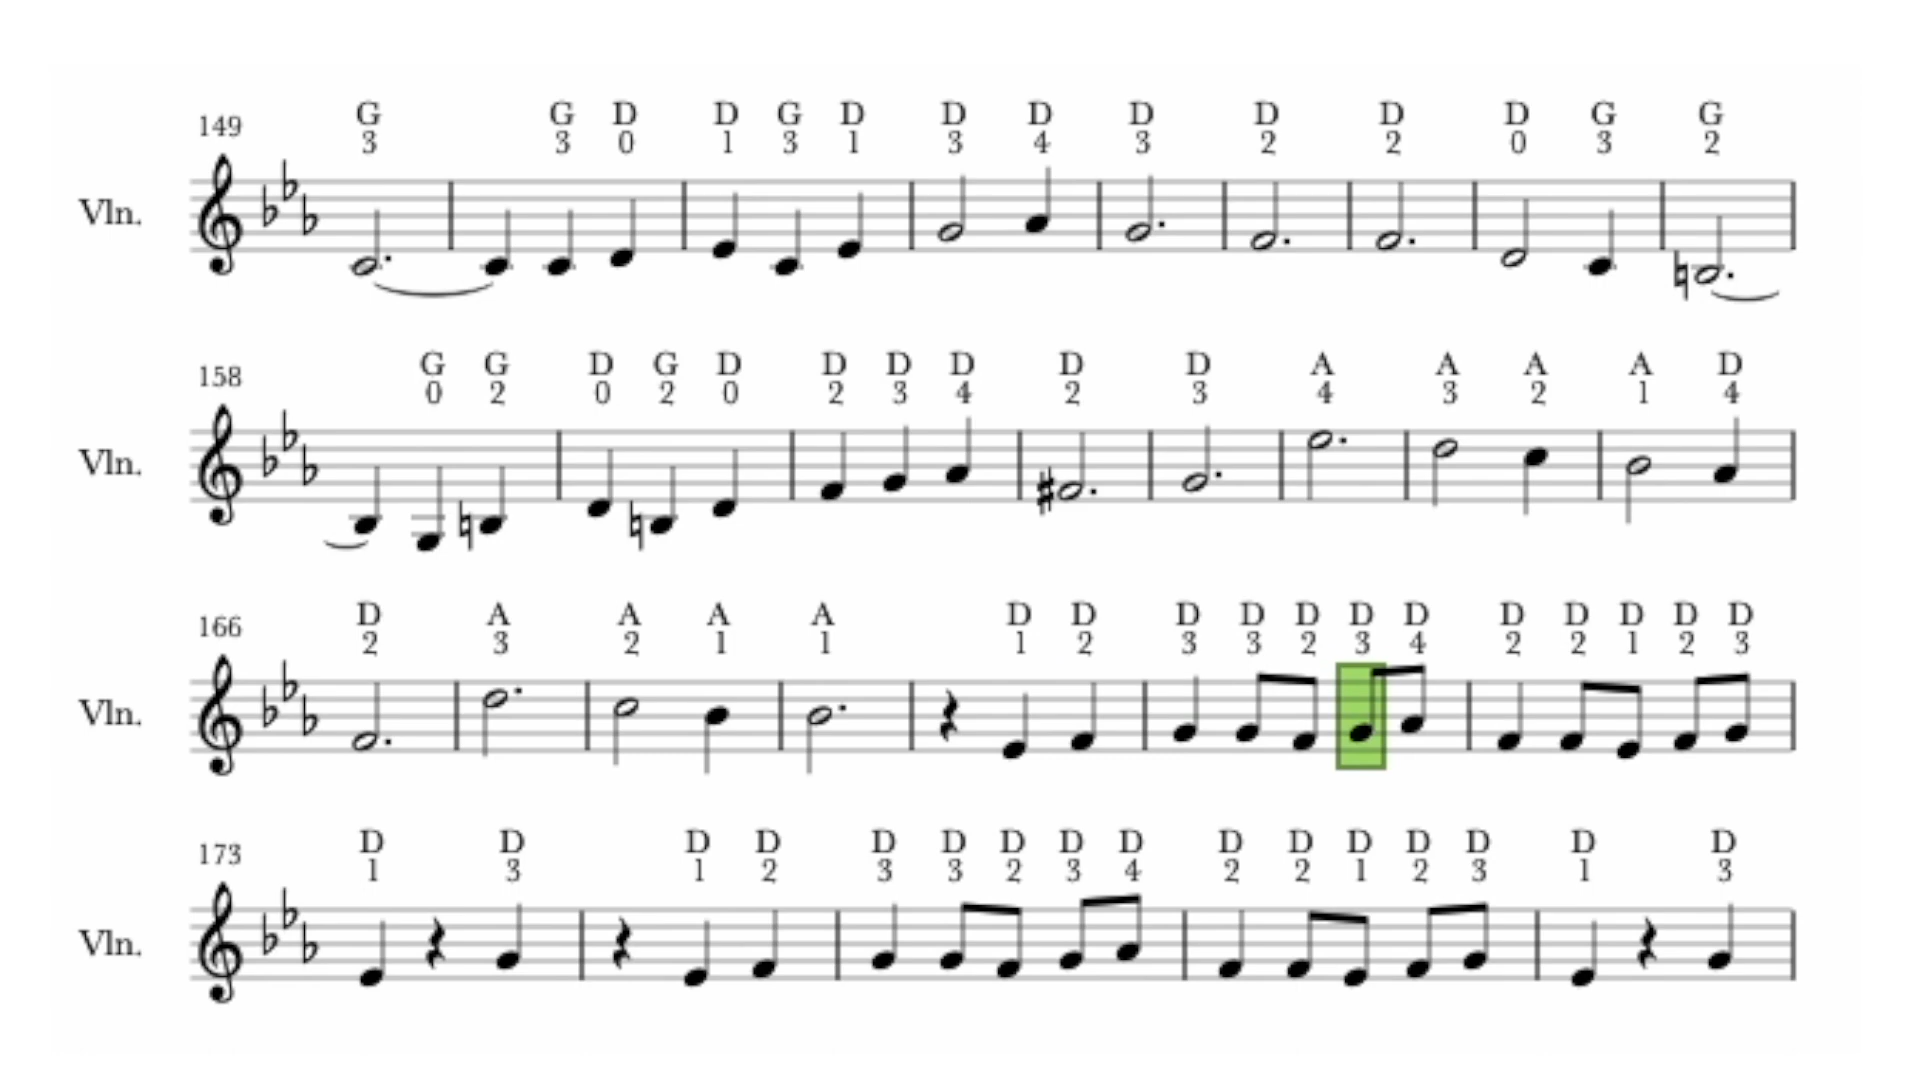 149 G G D D G D D D D D D D G G
3 3 0 1 3 1 3 4 3 2 2 0 3 2
Vln.
158 G G D G D D D D D D A A A A D
0 2 0 2 0 2 3 4 2 3 4 3 2 1 4
Vln.
166 D A A A A D D D D D D D D D D D D
2 3 2 1 1 1 2 3 3 2 3 4 2 2 1 2 3
Vln.
173 D D D D D D D D D D D D D D D D
1 3 1 2 3 3 2 3 4 2 2 1 2 3 1 3
Vln.